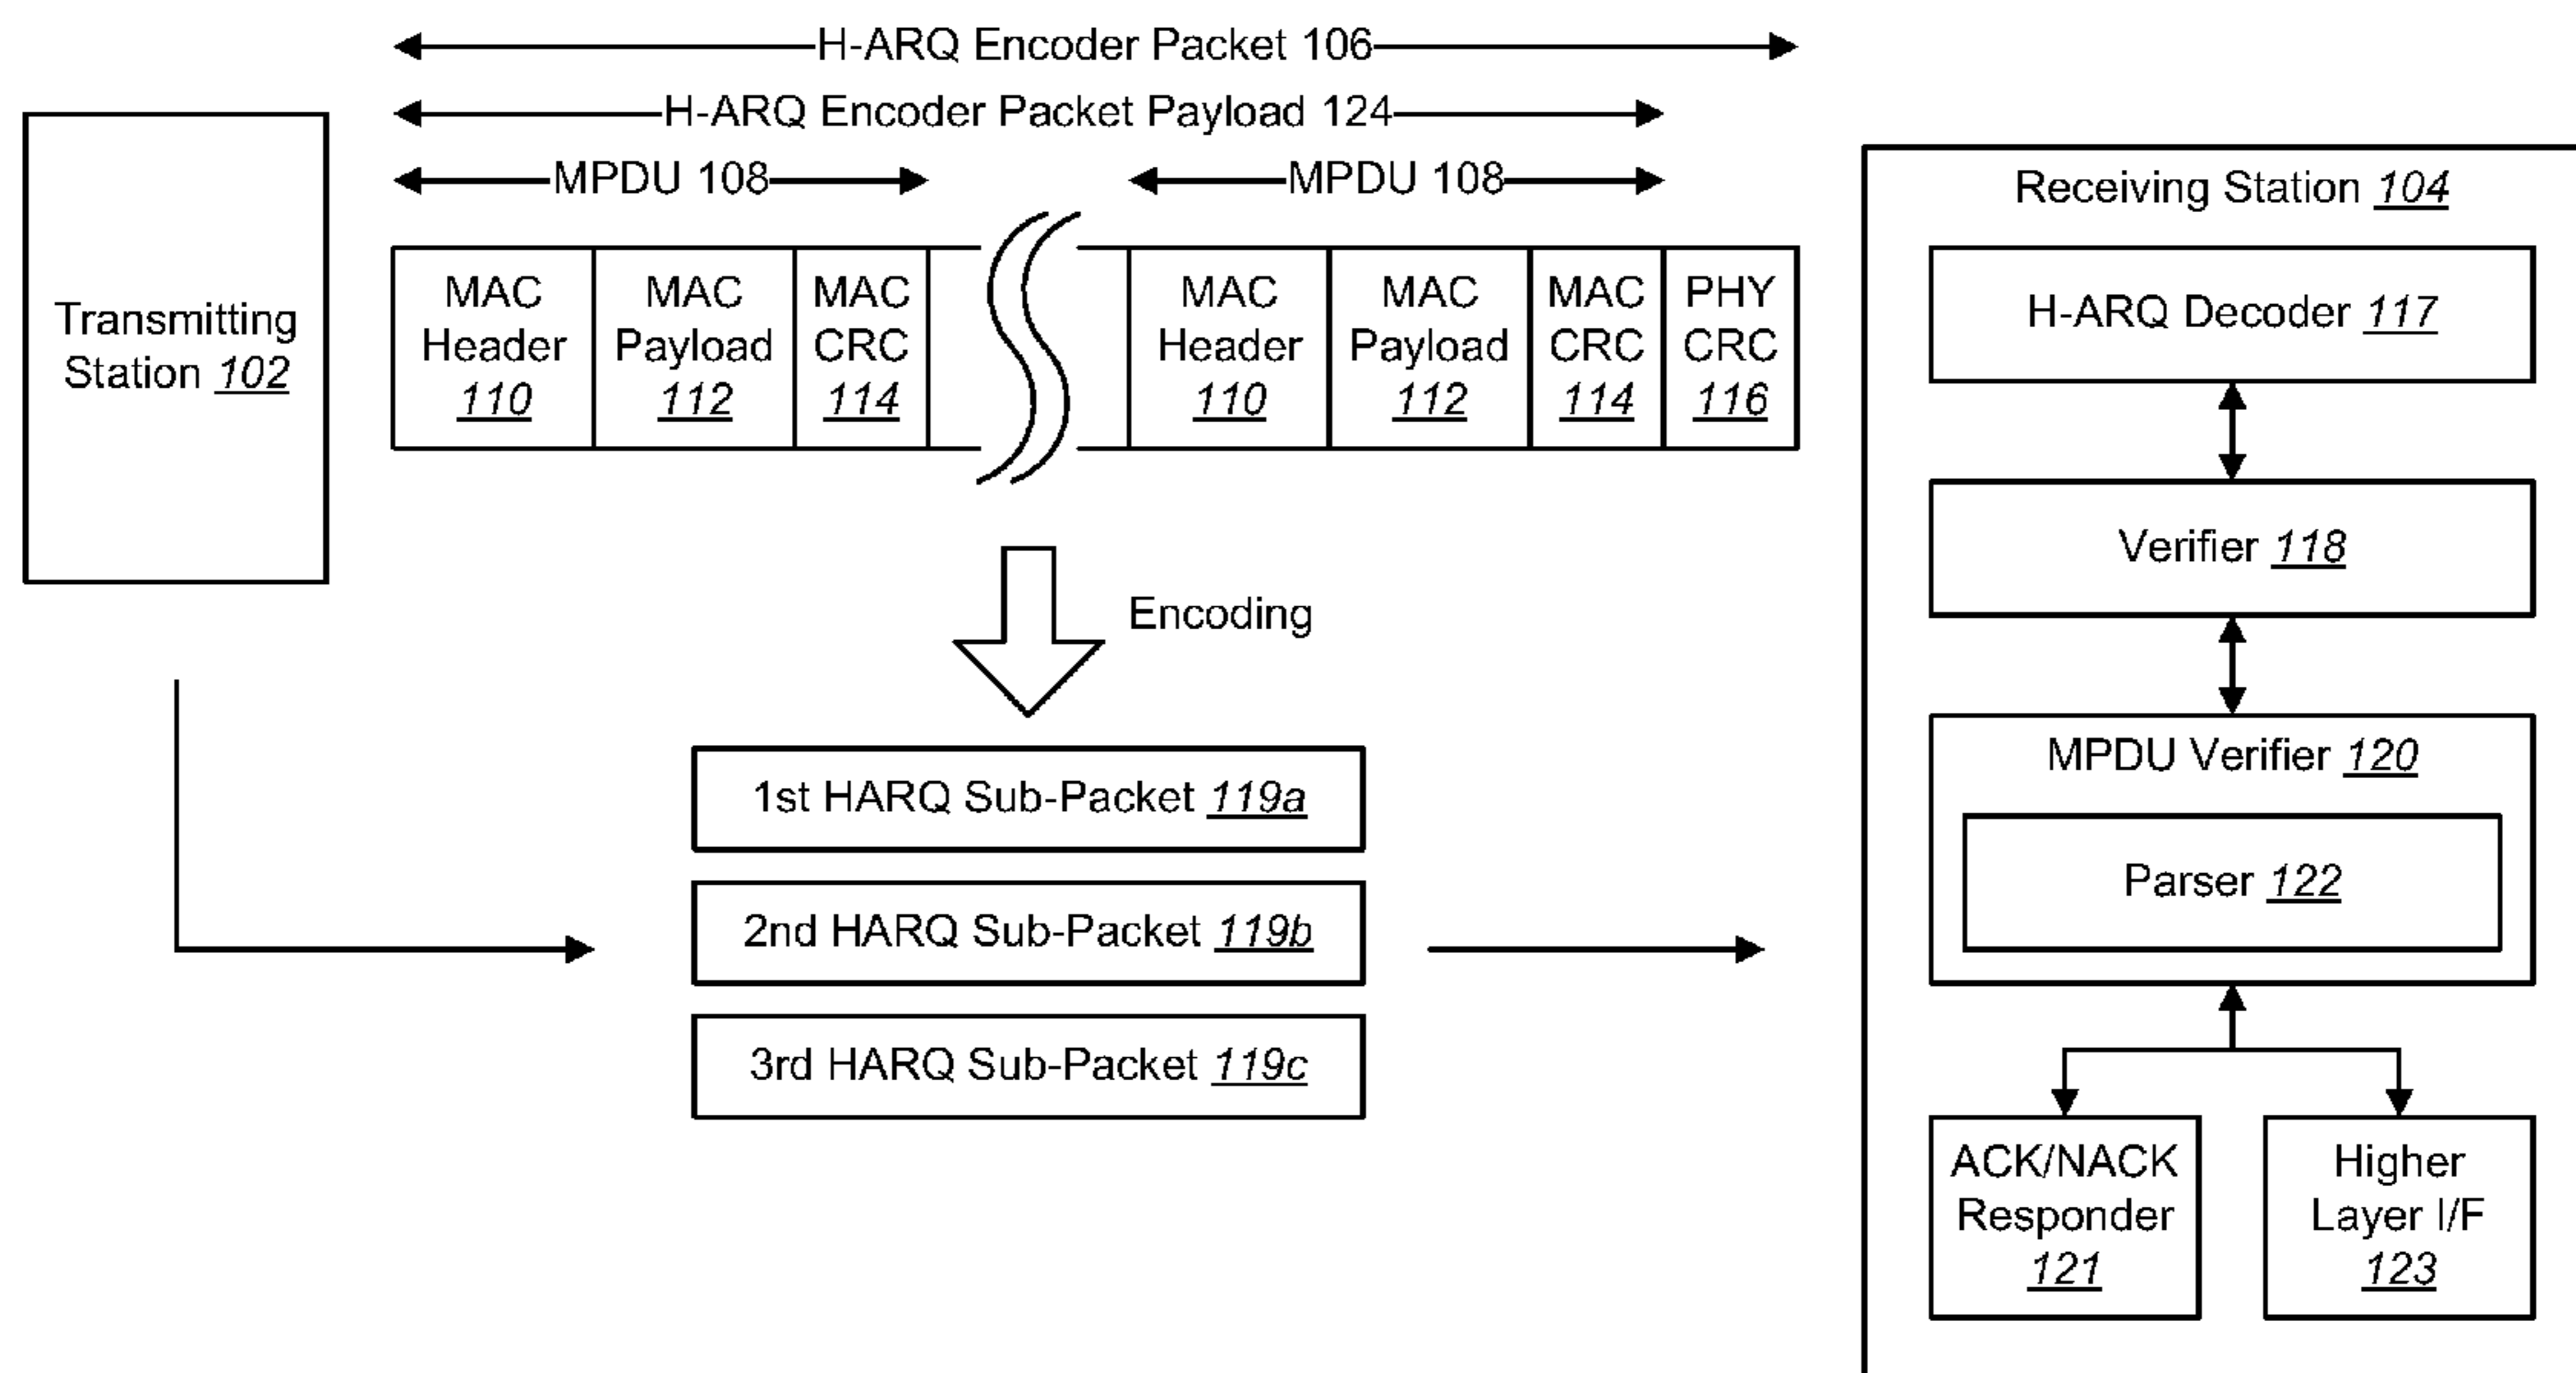 H-ARQ Encoder Packet 106
H-ARQ Encoder Packet Payload 124
MPDU 108
MPDU 108
Transmitting
Station 102
MAC
Header
110
MAC
Payload
112
MAC
CRC
114
MAC
Header
110
MAC
Payload
112
MAC
CRC
114
PHY
CRC
116
Encoding
1st HARQ Sub-Packet 119a
2nd HARQ Sub-Packet 119b
3rd HARQ Sub-Packet 119c
Receiving Station 104
H-ARQ Decoder 117
Verifier 118
MPDU Verifier 120
Parser 122
ACK/NACK
Responder
121
Higher
Layer I/F
123